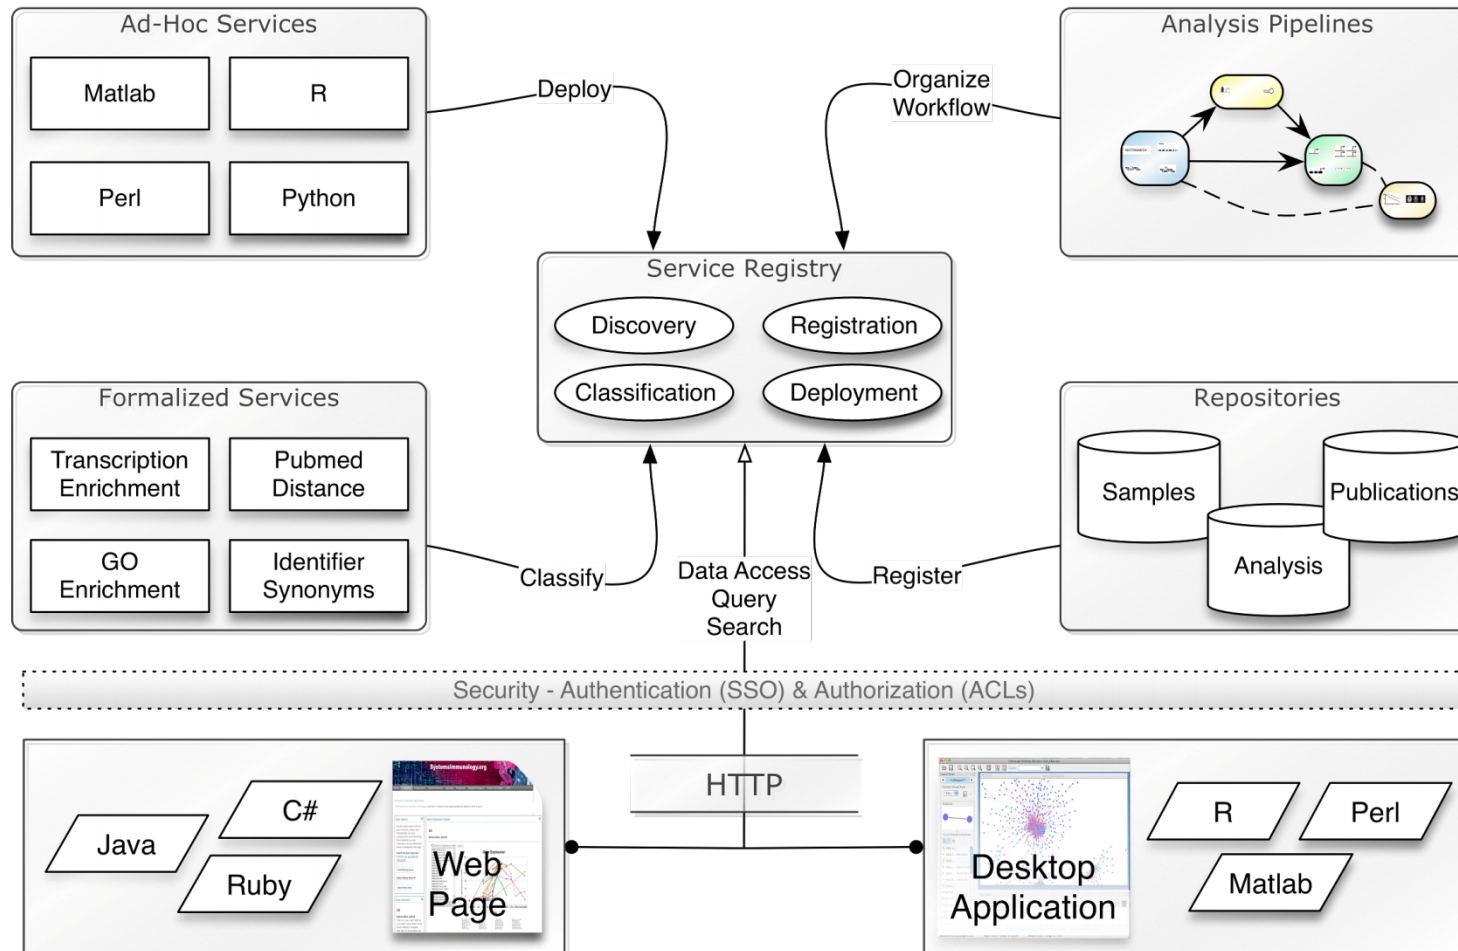 Ad-Hoc Services
Matlab
R
Perl
Python
Deploy
Organize
Workflow
Analysis Pipelines
Service Registry
Discovery
Registration
Classification
Deployment
Formalized Services
Transcription
Enrichment
Pubmed
Distance
GO
Enrichment
Identifier
Synonyms
Classify
Data Access
Query
Search
Register
Repositories
Samples
Publications
Analysis
Security - Authentication (SSO) & Authorization (ACLs)
Java
C#
Ruby
SystemsImmunology.org
Web
Page
HTTP
Desktop
Application
R
Perl
Matlab